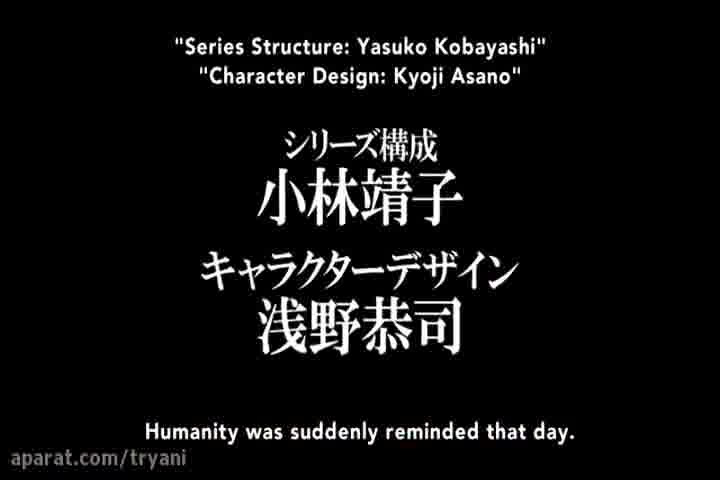 "Series Structure: Yasuko Kobayashi"
"Character Design: Kyoji Asano"
シリーズ構成
小林靖子
キャラクターデザイン
浅野恭司
Humanity was suddenly reminded that day.
aparat.com/tryani